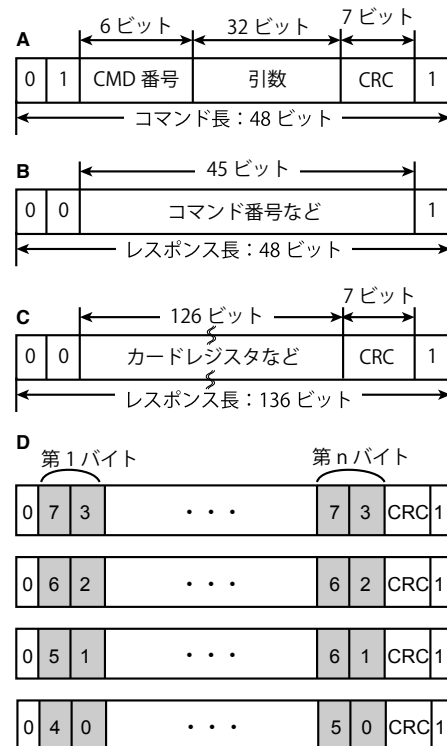 A
6 ビット 32 ビット 7 ビット
0 1 CMD 番号 引数 CRC 1
コマンド長：48 ビット
B
45 ビット
0 0 コマンド番号など 1
レスポンス長：48 ビット
C
126 ビット 7 ビット
0 0 カードレジスタなど CRC 1
レスポンス長：136 ビット
D
第 1 バイト 第 n バイト
0 7 3 ・・・ 7 3 CRC 1
0 6 2 ・・・ 6 2 CRC 1
0 5 1 ・・・ 6 1 CRC 1
0 4 0 ・・・ 5 0 CRC 1